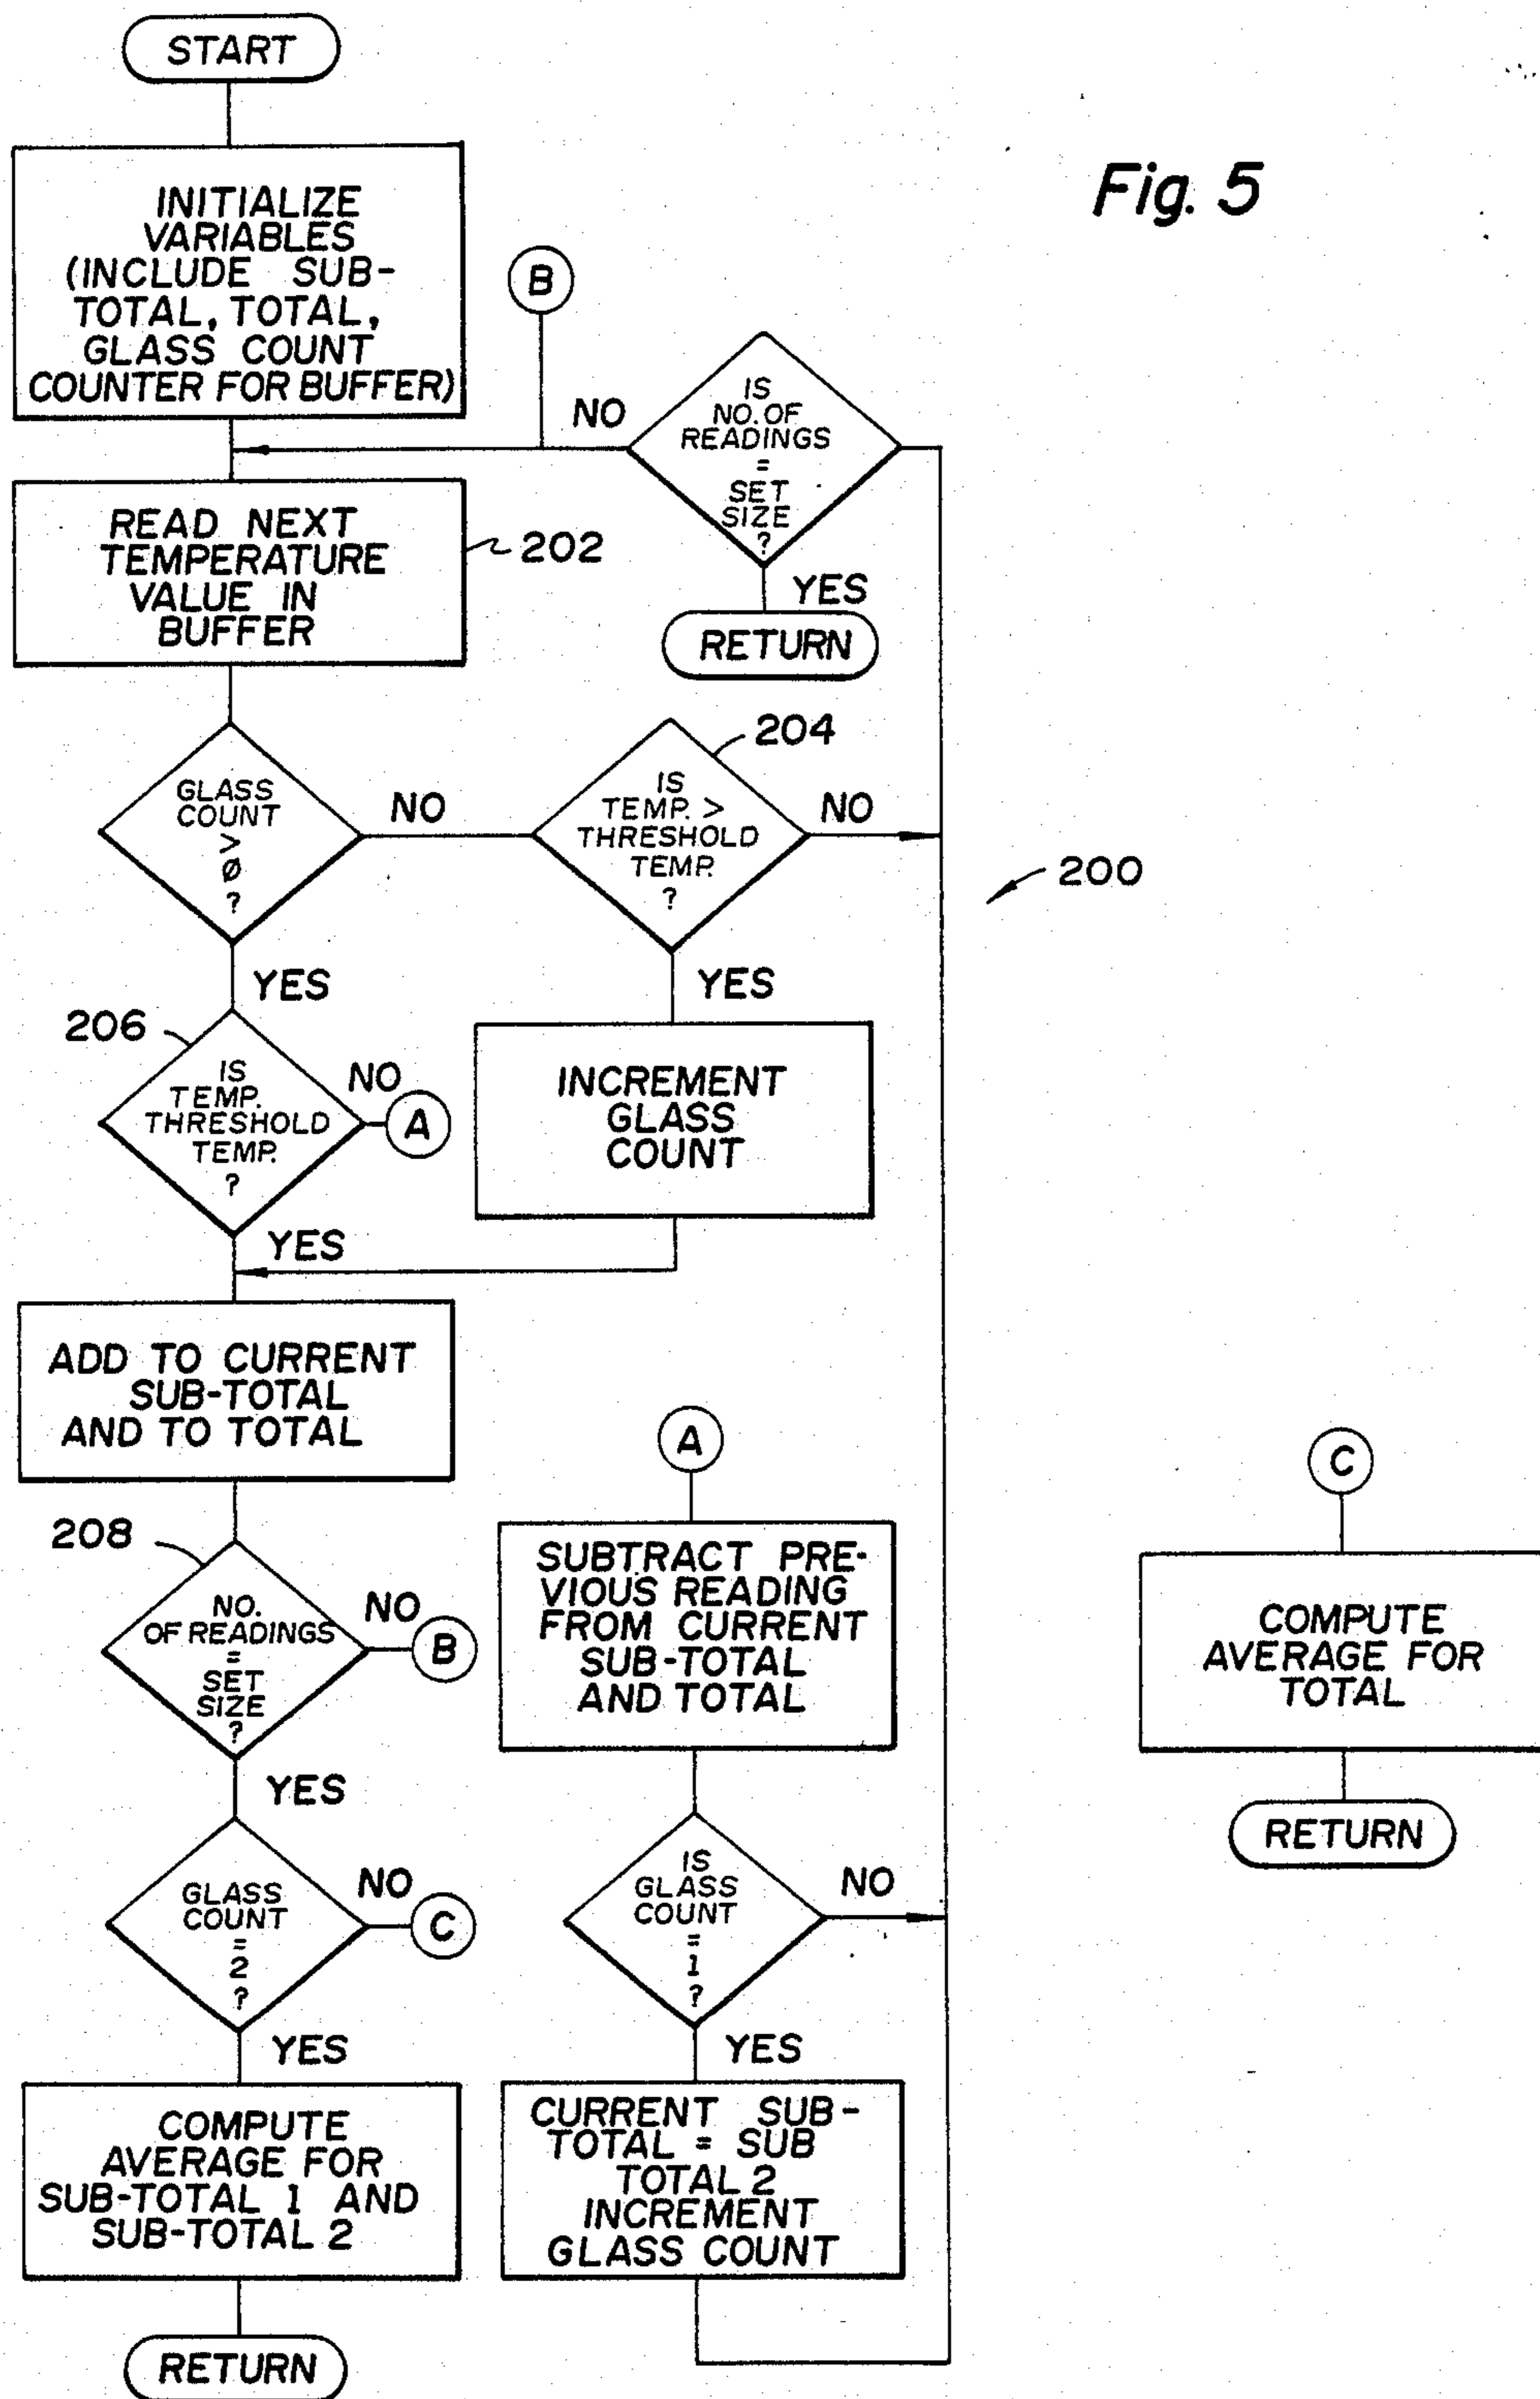 START
Fig. 5
INITIALIZE
VARIABLES
(INCLUDE SUB-
TOTAL, TOTAL,
GLASS COUNT
COUNTER FOR BUFFER)
B
IS
NO. OF
READINGS
=
SET
SIZE
?
NO
YES
RETURN
READ NEXT
TEMPERATURE
VALUE IN
BUFFER
202
GLASS
COUNT
>
Ø
?
NO
YES
204
IS
TEMP. >
THRESHOLD
TEMP.
?
NO
YES
200
206
IS
TEMP.
THRESHOLD
TEMP.
?
NO
A
YES
INCREMENT
GLASS
COUNT
ADD TO CURRENT
SUB-TOTAL
AND TO TOTAL
208
NO.
OF READINGS
=
SET
SIZE
?
NO
B
YES
GLASS
COUNT
=
2
?
NO
C
YES
COMPUTE
AVERAGE FOR
SUB-TOTAL 1 AND
SUB-TOTAL 2
RETURN
A
SUBTRACT PRE-
VIOUS READING
FROM CURRENT
SUB-TOTAL
AND TOTAL
IS
GLASS
COUNT
=
1
?
NO
YES
CURRENT SUB-
TOTAL = SUB
TOTAL 2
INCREMENT
GLASS COUNT
C
COMPUTE
AVERAGE FOR
TOTAL
RETURN